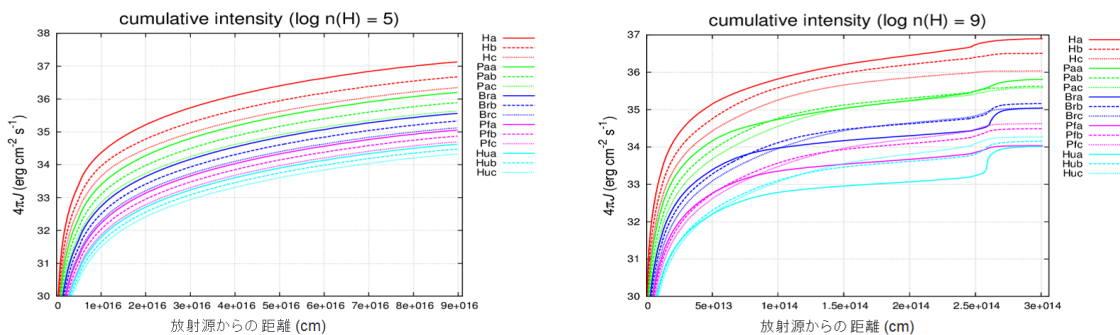 cumulative intensity (log n(H) = 5)
4πJ (erg cm-2 s-1)
38
37
36
35
34
33
32
31
30
0 1e+016 2e+016 3e+016 4e+016 5e+016 6e+016 7e+016 8e+016 9e+016
放射源からの 距離 (cm)
Ha
Hb
Hc
Paa
Pab
Pac
Bra
Brb
Brc
Pfa
Pfb
Pfc
Hua
Hub
Huc
cumulative intensity (log n(H) = 9)
4πJ (erg cm-2 s-1)
37
36
35
34
33
32
31
30
0 5e+013 1e+014 1.5e+014 2e+014 2.5e+014 3e+014
放射源からの 距離 (cm)
Ha
Hb
Hc
Paa
Pab
Pac
Bra
Brb
Brc
Pfa
Pfb
Pfc
Hua
Hub
Huc